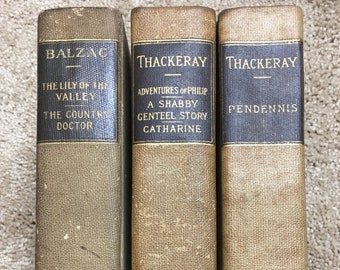 BALZAC
THE LILY OF THE
VALLEY
THE COUNTRY
DOCTOR
THACKERAY
ADVENTURES OF PHILIP
A SHABBY
GENTEEL STORY
CATHARINE
THACKERAY
PENDENNIS